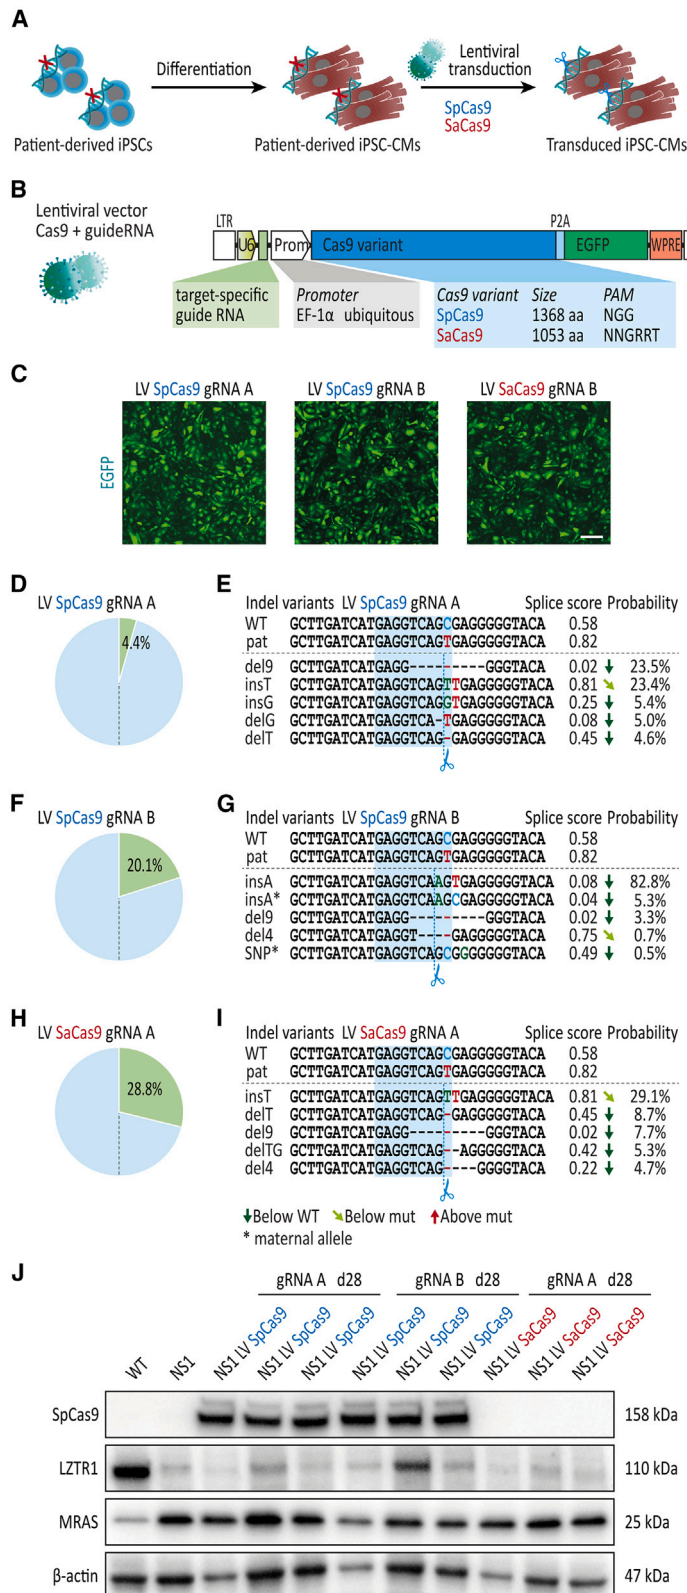 A
Differentiation
Lentiviral
transduction
SpCas9
SaCas9
Patient-derived iPSCs
Patient-derived iPSC-CMs
Transduced iPSC-CMs
B
Lentiviral vector
Cas9 + guideRNA
LTR
U6
Prom
Cas9 variant
P2A
EGFP
WPRE
target-specific
guide RNA
Promoter
EF-1α ubiquitous
Cas9 variant Size PAM
SpCas9 1368 aa NGG
SaCas9 1053 aa NNGRRT
C
LV SpCas9 gRNA A
LV SpCas9 gRNA B
LV SaCas9 gRNA B
EGFP
D
LV SpCas9 gRNA A
4.4%
E
Indel variants LV SpCas9 gRNA A Splice score Probability
WT GCTTGATCATGAGGTCAGCGAGGGGGTACA 0.58
pat GCTTGATCATGAGGTCAGTGAGGGGGTACA 0.82
del9 GCTTGATCATGAGG---------GGGTACA 0.02 ↓ 23.5%
insT GCTTGATCATGAGGTCAGTTGAGGGGGTACA 0.81 ↘ 23.4%
insG GCTTGATCATGAGGTCAGGTGAGGGGGTACA 0.25 ↓ 5.4%
delG GCTTGATCATGAGGTCA-TGAGGGGGTACA 0.08 ↓ 5.0%
delT GCTTGATCATGAGGTCAG-GAGGGGGTACA 0.45 ↓ 4.6%
F
LV SpCas9 gRNA B
20.1%
G
Indel variants LV SpCas9 gRNA B Splice score Probability
WT GCTTGATCATGAGGTCAGCGAGGGGGTACA 0.58
pat GCTTGATCATGAGGTCAGTGAGGGGGTACA 0.82
insA GCTTGATCATGAGGTCAAGTGAGGGGGTACA 0.08 ↓ 82.8%
insA* GCTTGATCATGAGGTCAAGCGAGGGGGTACA 0.04 ↓ 5.3%
del9 GCTTGATCATGAGG---------GGGTACA 0.02 ↓ 3.3%
del4 GCTTGATCATGAGGT----GAGGGGGTACA 0.75 ↘ 0.7%
SNP* GCTTGATCATGAGGTCAGCGGGGGGGTACA 0.49 ↓ 0.5%
H
LV SaCas9 gRNA A
28.8%
I
Indel variants LV SaCas9 gRNA A Splice score Probability
WT GCTTGATCATGAGGTCAGCGAGGGGGTACA 0.58
pat GCTTGATCATGAGGTCAGTGAGGGGGTACA 0.82
insT GCTTGATCATGAGGTCAGTTGAGGGGGTACA 0.81 ↘ 29.1%
delT GCTTGATCATGAGGTCAG-GAGGGGGTACA 0.45 ↓ 8.7%
del9 GCTTGATCATGAGG---------GGGTACA 0.02 ↓ 7.7%
delTG GCTTGATCATGAGGTCAG--AGGGGGTACA 0.42 ↓ 5.3%
del4 GCTTGATCATGAGGTCAG----GGGGTACA 0.22 ↓ 4.7%
↓Below WT ↘Below mut ↑Above mut
* maternal allele
J
gRNA A d28
gRNA B d28
gRNA A d28
WT
NS1
NS1 LV SpCas9
NS1 LV SpCas9
NS1 LV SpCas9
NS1 LV SpCas9
NS1 LV SpCas9
NS1 LV SpCas9
NS1 LV SaCas9
NS1 LV SaCas9
NS1 LV SaCas9
SpCas9 158 kDa
LZTR1 110 kDa
MRAS 25 kDa
β-actin 47 kDa